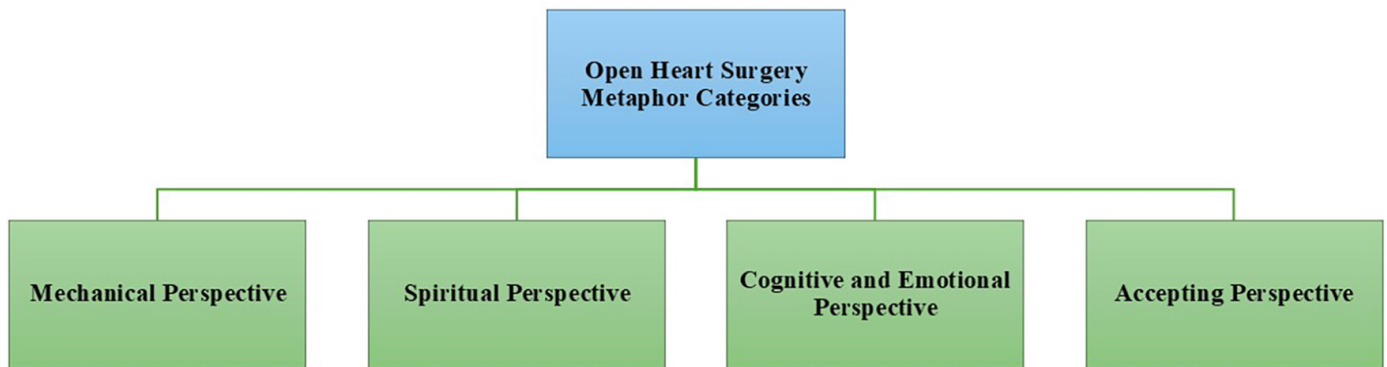 Open Heart Surgery
Metaphor Categories
Mechanical Perspective
Spiritual Perspective
Cognitive and Emotional
Perspective
Accepting Perspective